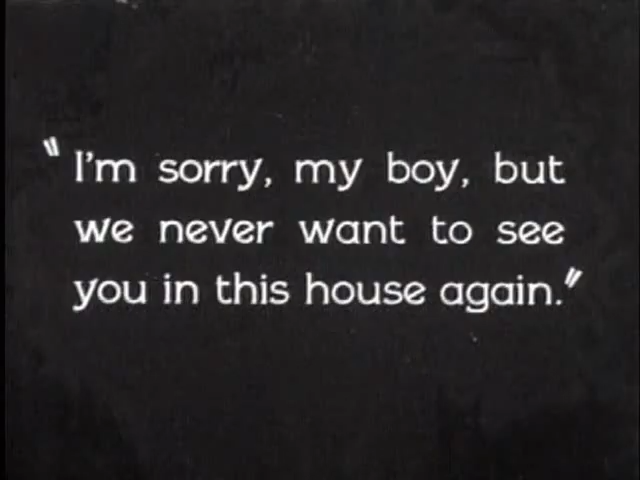 "I'm sorry, my boy, but
we never want to see
you in this house again."